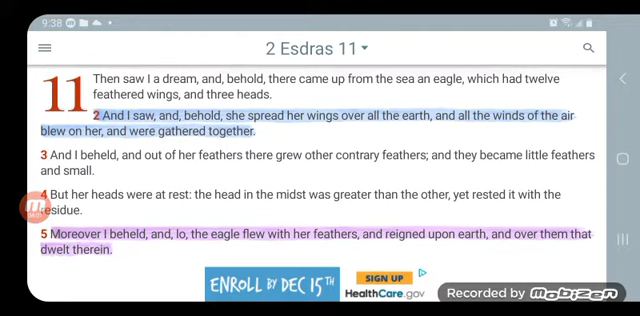 9:38
2 Esdras 11
11 Then saw I a dream, and, behold, there came up from the sea an eagle, which had twelve
feathered wings, and three heads.
2 And I saw, and, behold, she spread her wings over all the earth, and all the winds of the air
blew on her, and were gathered together.
3 And I beheld, and out of her feathers there grew other contrary feathers; and they became little feathers
and small.
4 But her heads were at rest: the head in the midst was greater than the other, yet rested it with the
residue.
5 Moreover I beheld, and, lo, the eagle flew with her feathers, and reigned upon earth, and over them that
dwelt therein.
ENROLL BY DEC 15TH
SIGN UP
HealthCare.gov
Recorded by Mobizen